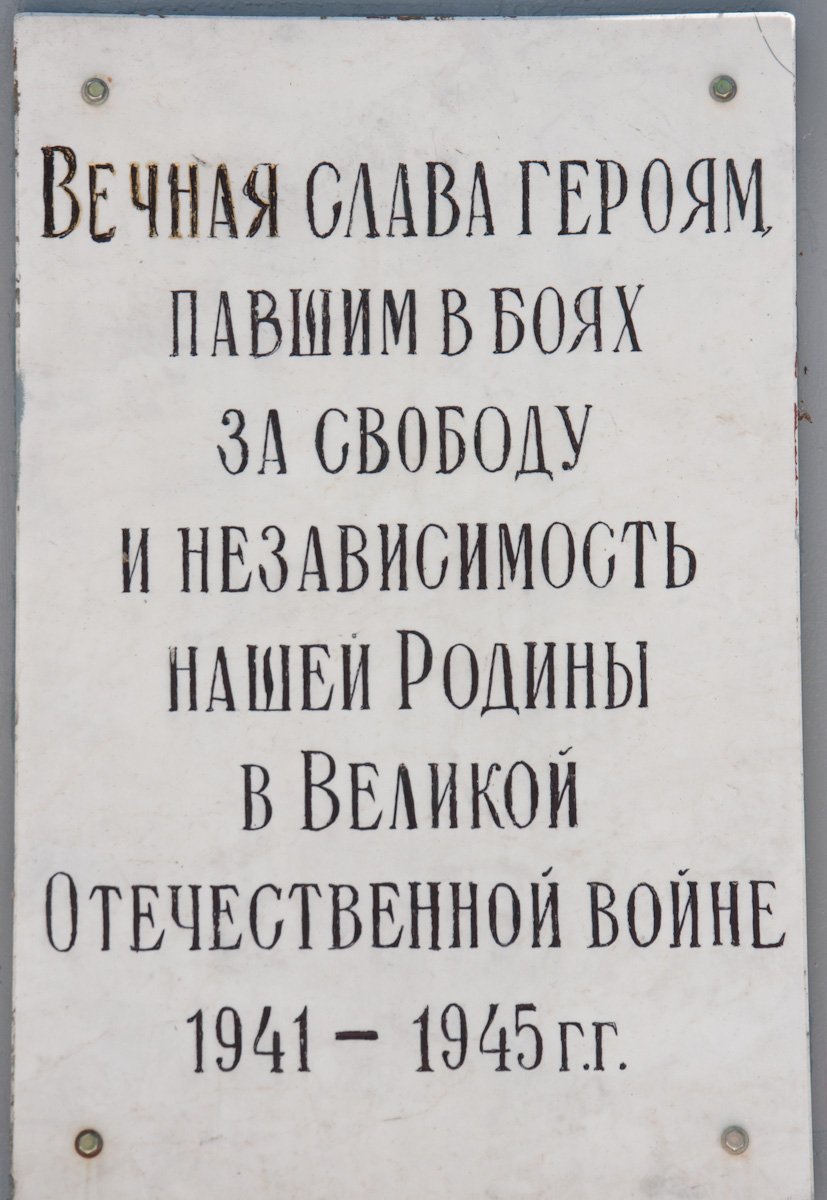 Вечная слава героям,
павшим в боях
за свободу
и независимость
нашей Родины
в Великой
Отечественной войне
1941 – 1945 г.г.